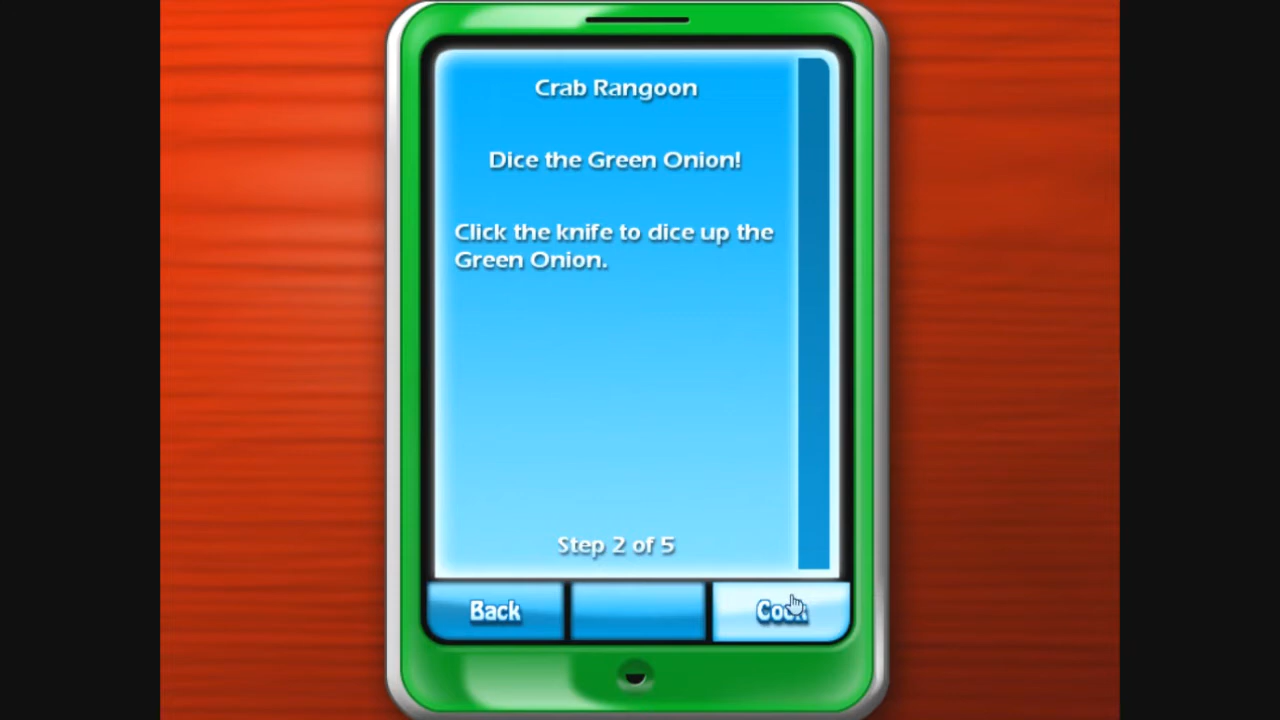 Crab Rangoon
Dice the Green Onion!
Click the knife to dice up the
Green Onion.
Step 2 of 5
Back
Cook